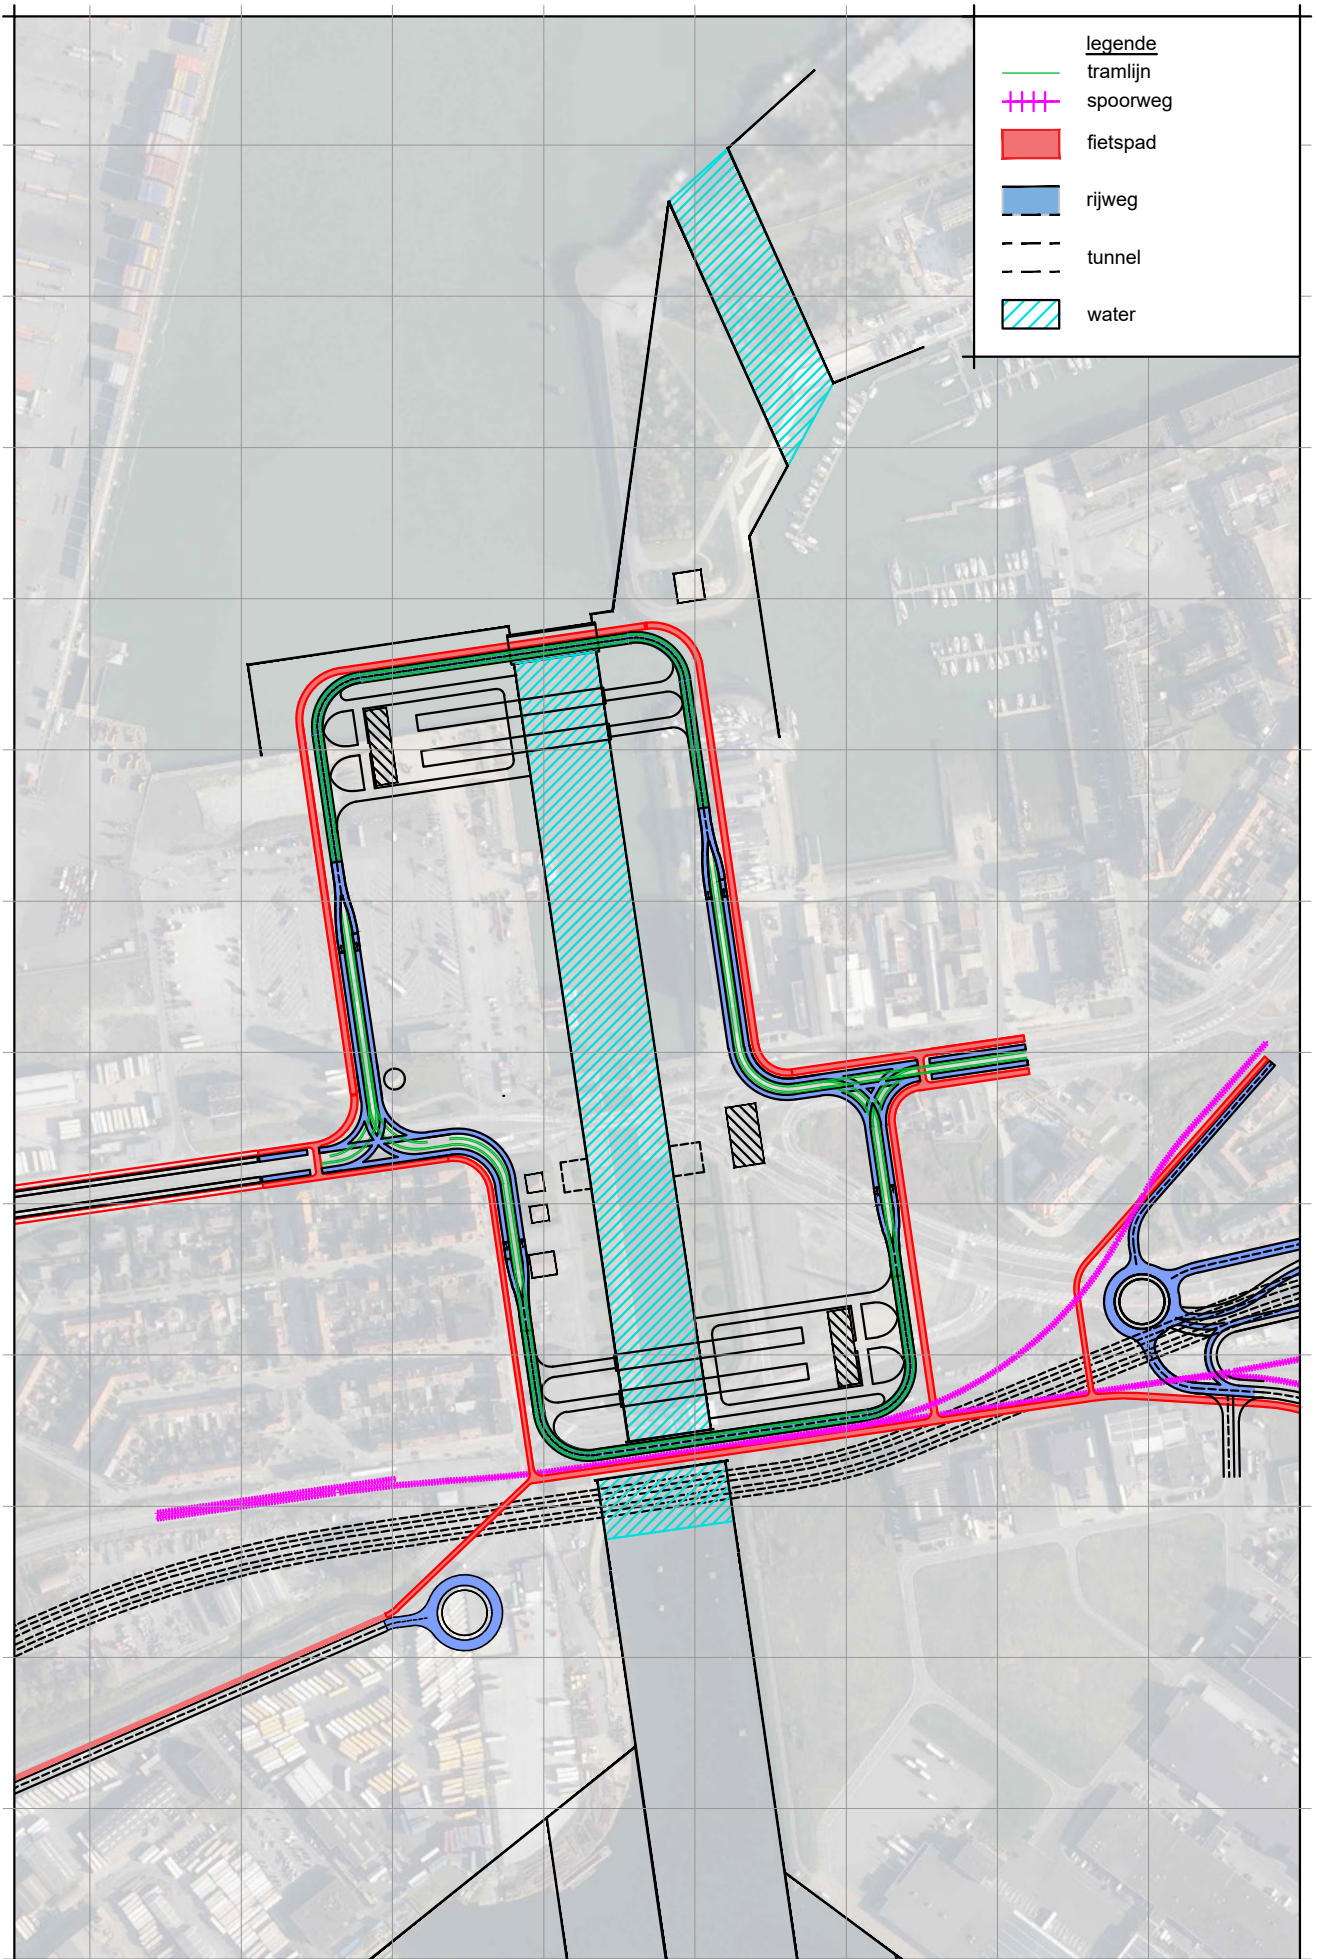 legende
tramlijn
spoorweg
fietspad
rijweg
tunnel
water